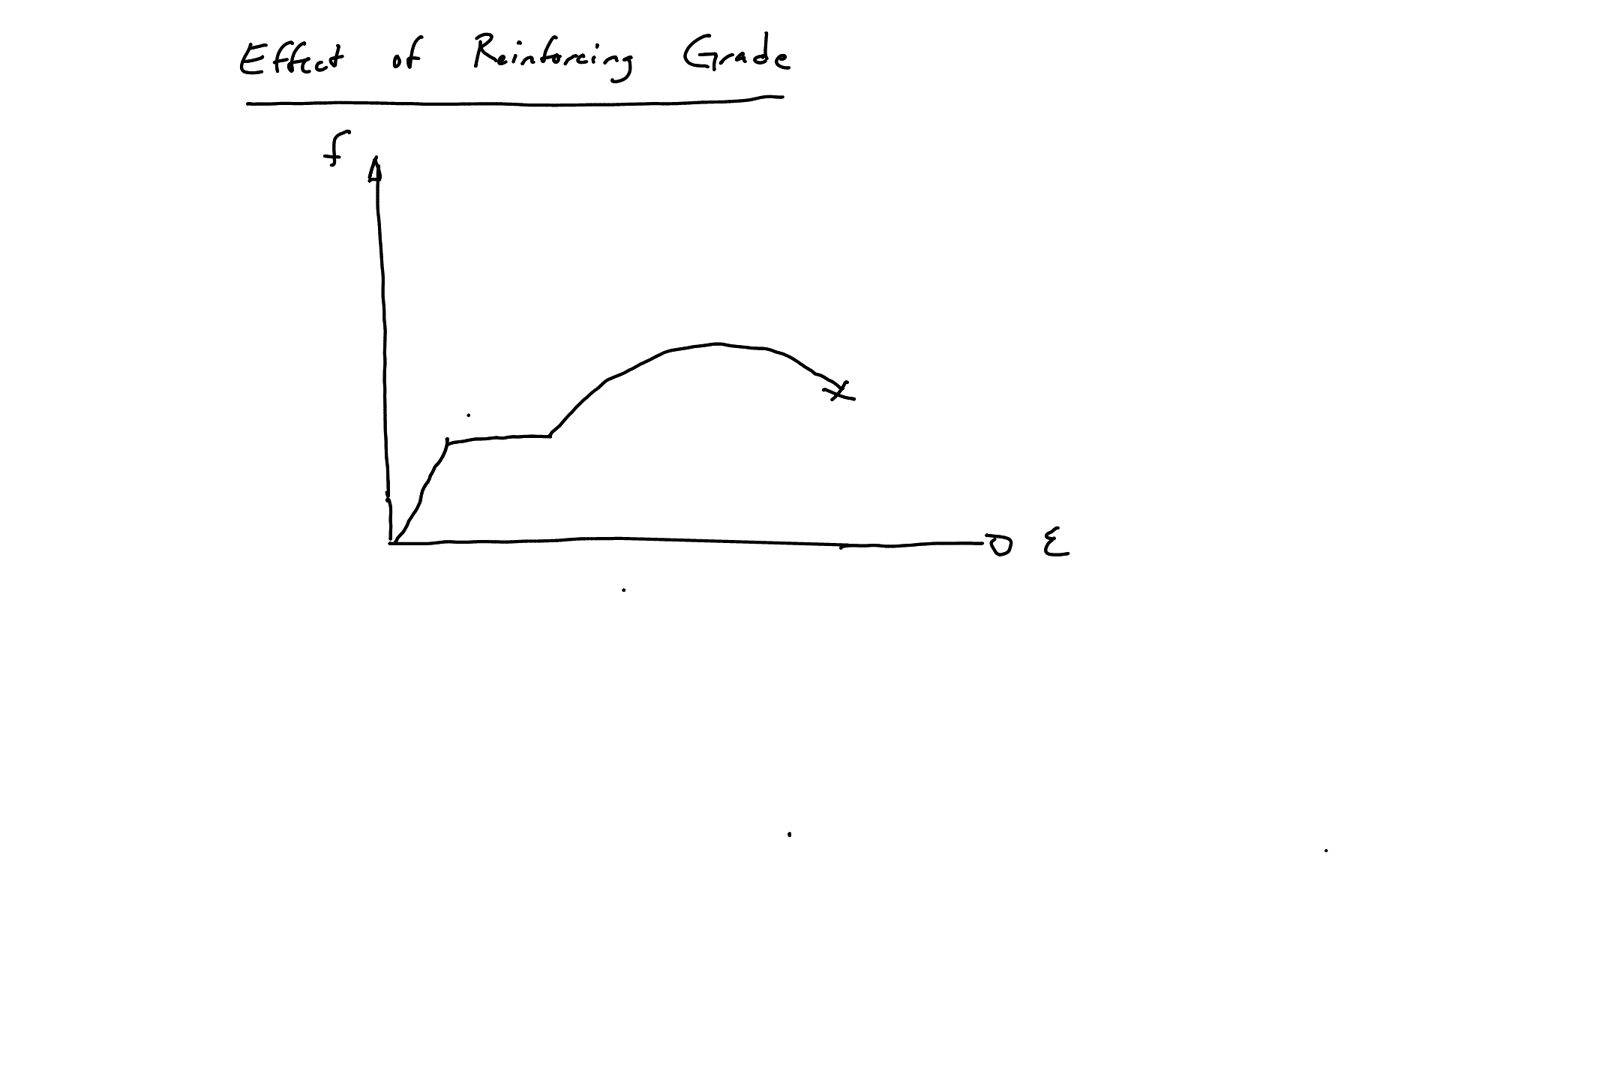 Effect of Reinforcing Grade
f
ε